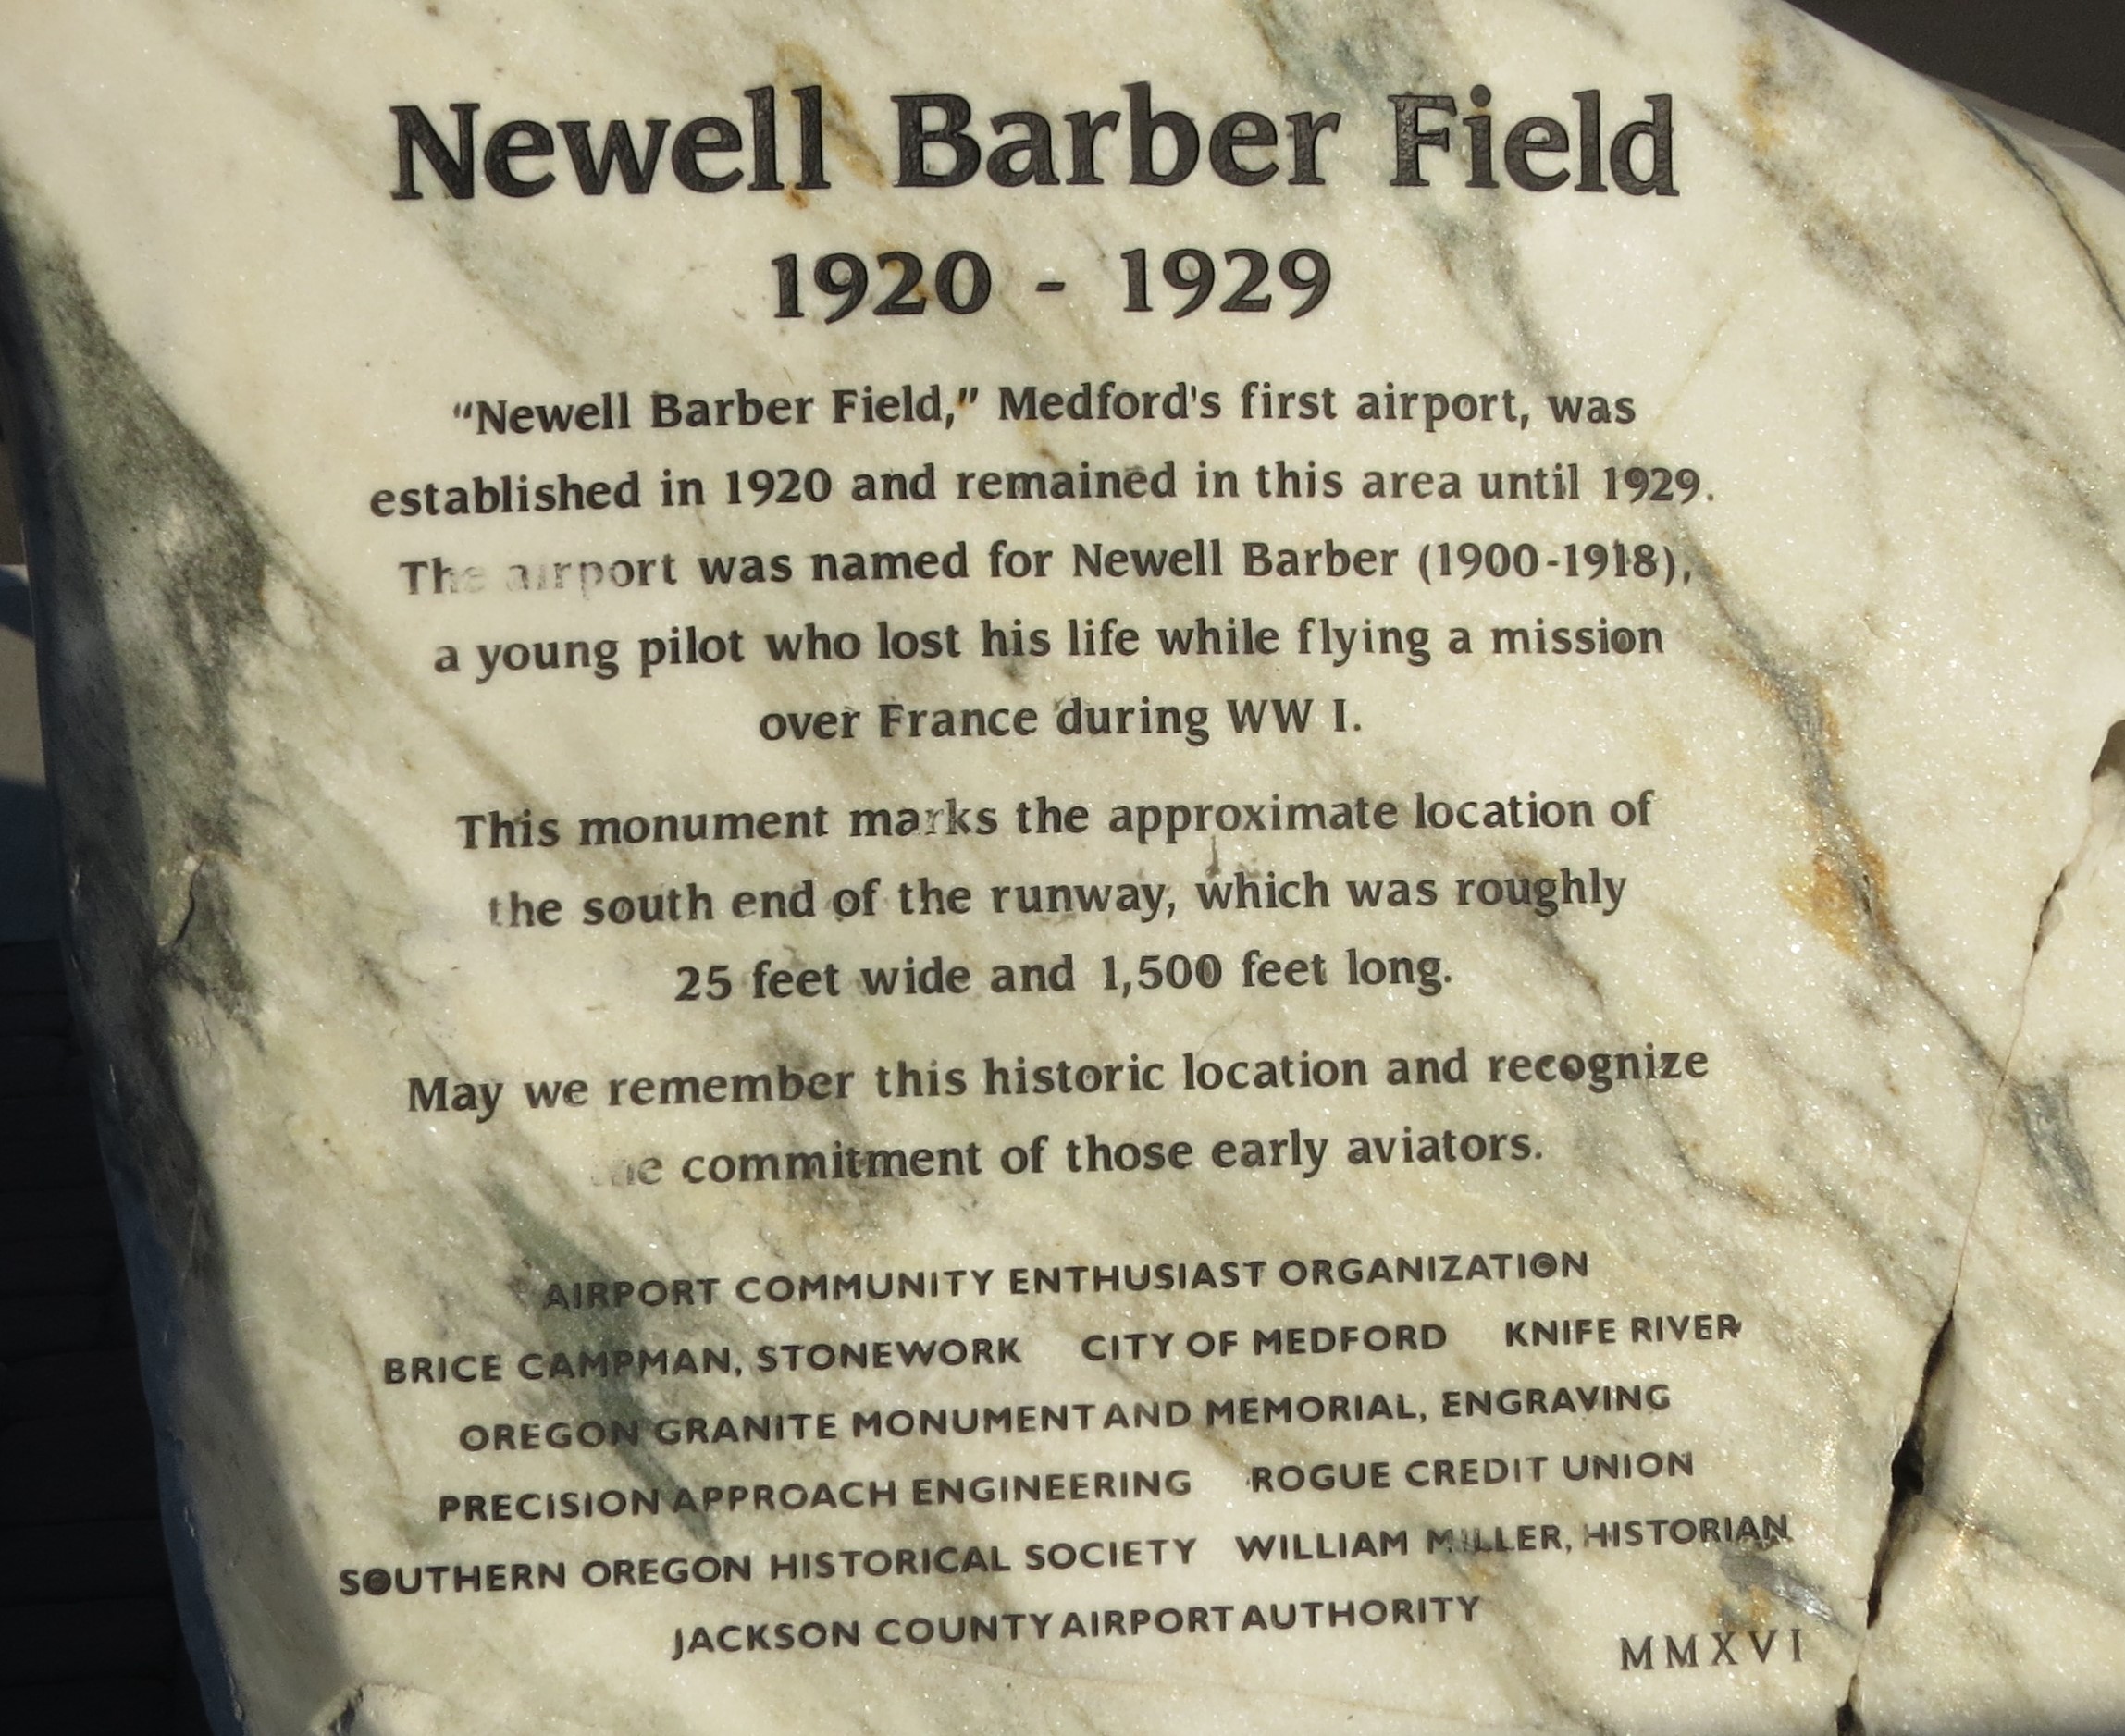 Newell Barber Field
1920 - 1929
“Newell Barber Field,” Medford's first airport, was
established in 1920 and remained in this area until 1929.
The airport was named for Newell Barber (1900-1918),
a young pilot who lost his life while flying a mission
over France during WW I.
This monument marks the approximate location of
the south end of the runway, which was roughly
25 feet wide and 1,500 feet long.
May we remember this historic location and recognize
the commitment of those early aviators.
AIRPORT COMMUNITY ENTHUSIAST ORGANIZATION
BRICE CAMPMAN, STONEWORK CITY OF MEDFORD KNIFE RIVER
OREGON GRANITE MONUMENT AND MEMORIAL, ENGRAVING
PRECISION APPROACH ENGINEERING ROGUE CREDIT UNION
SOUTHERN OREGON HISTORICAL SOCIETY WILLIAM MILLER, HISTORIAN
JACKSON COUNTY AIRPORT AUTHORITY
MMXVI